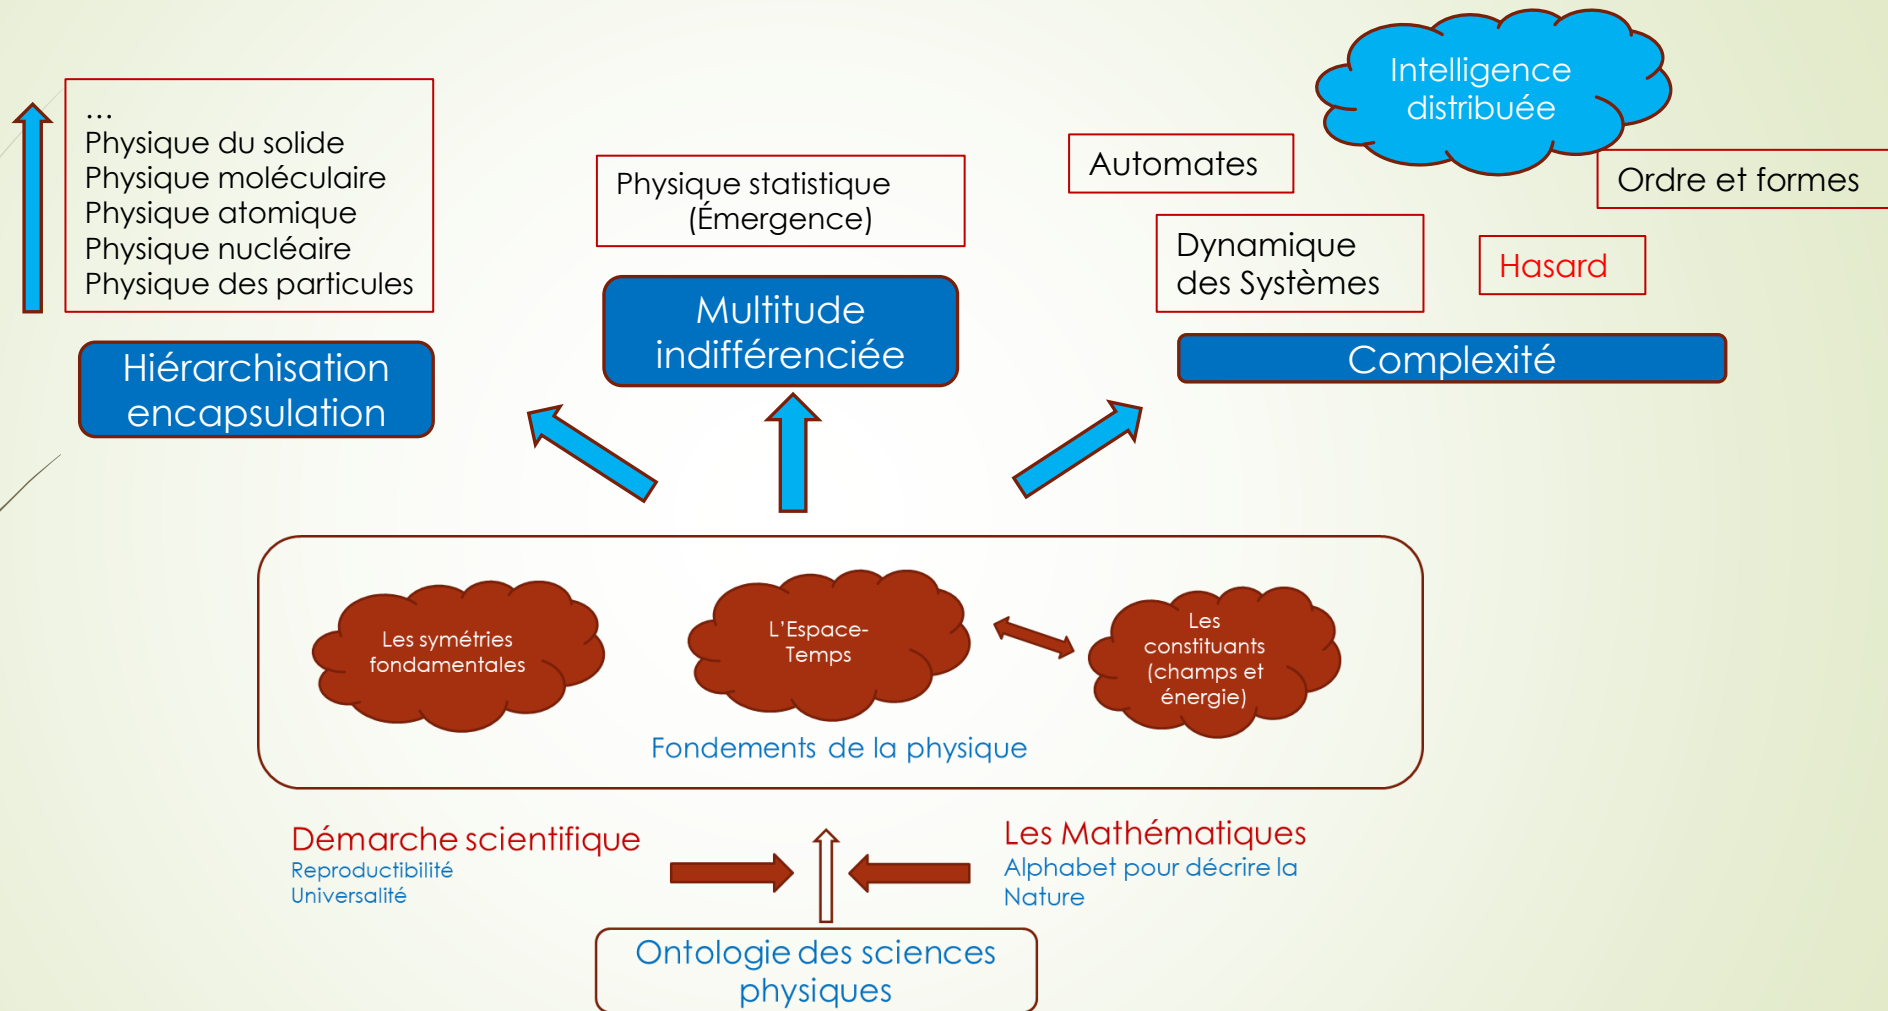 …
Physique du solide
Physique moléculaire
Physique atomique
Physique nucléaire
Physique des particules
Hiérarchisation
encapsulation
Physique statistique
(Émergence)
Multitude
indifférenciée
Intelligence
distribuée
Automates
Ordre et formes
Dynamique
des Systèmes
Hasard
Complexité
Les symétries
fondamentales
L’Espace-
Temps
Les
constituants
(champs et
énergie)
Fondements de la physique
Démarche scientifique
Reproductibilité
Universalité
Les Mathématiques
Alphabet pour décrire la
Nature
Ontologie des sciences
physiques